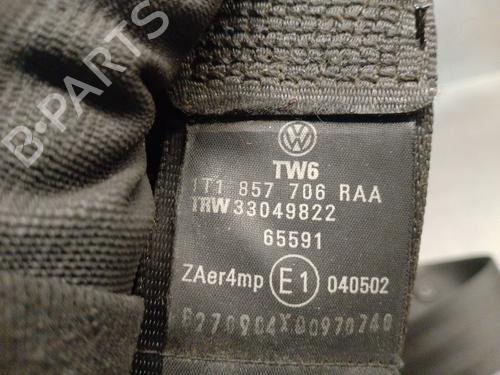 TW6
1T1 857 706 RAA
TRW 33049822
65591
ZAer4mp E1 040502
B-PARTS